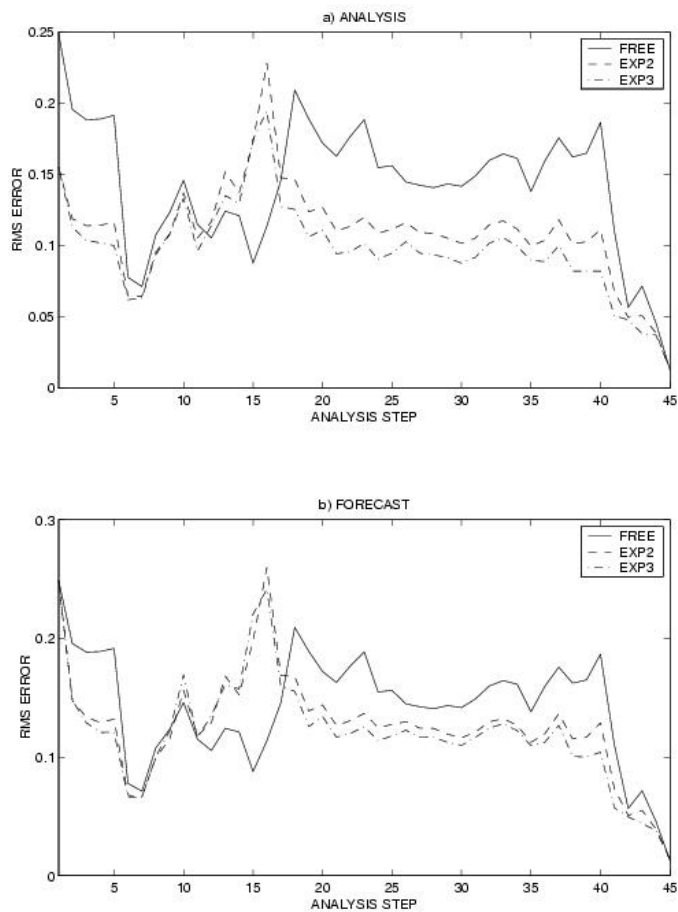 a) ANALYSIS
0.25
0.2
0.15
0.1
0.05
0
RMS ERROR
FREE
EXP2
EXP3
5 10 15 20 25 30 35 40 45
ANALYSIS STEP
b) FORECAST
0.3
0.2
0.1
0
RMS ERROR
FREE
EXP2
EXP3
5 10 15 20 25 30 35 40 45
ANALYSIS STEP